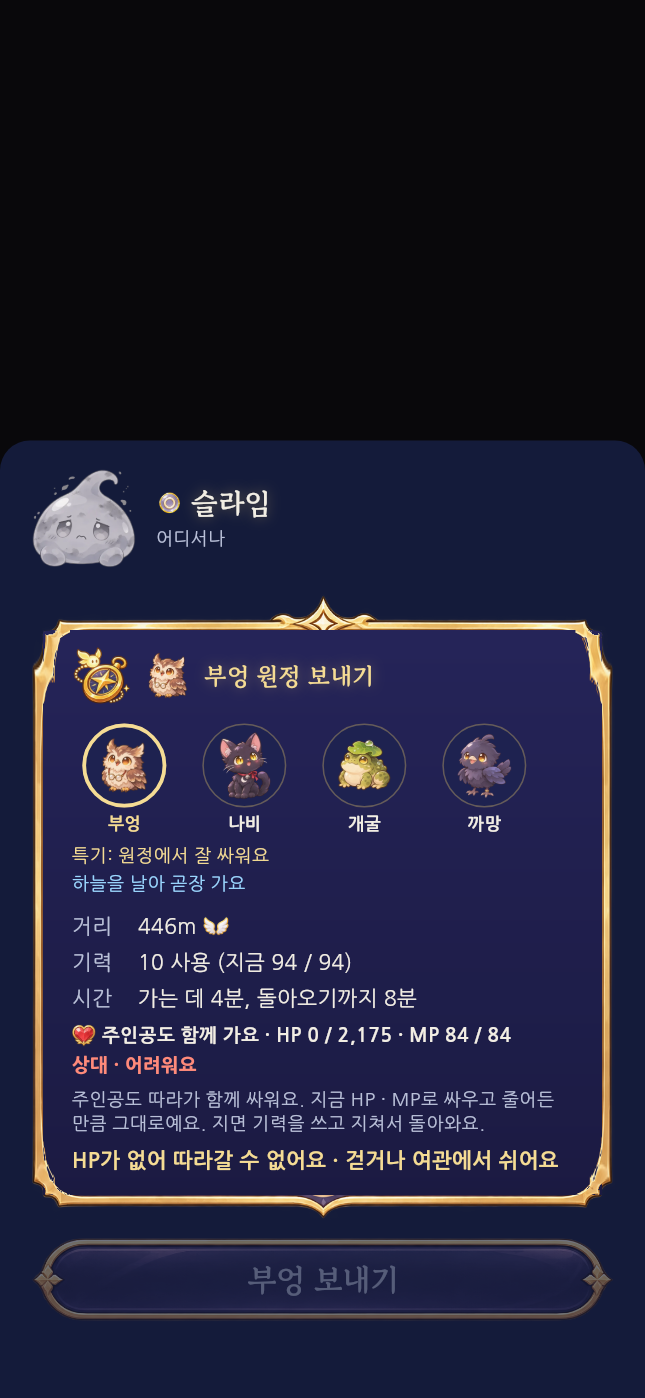 슬라임
어디서나
부엉 원정 보내기
부엉
나비
개굴
까망
특기: 원정에서 잘 싸워요
하늘을 날아 곧장 가요
거리 446m
기력 10 사용 (지금 94 / 94)
시간 가는 데 4분, 돌아오기까지 8분
주인공도 함께 가요 · HP 0 / 2,175 · MP 84 / 84
상대 · 어려워요
주인공도 따라가 함께 싸워요. 지금 HP · MP로 싸우고 줄어든
만큼 그대로예요. 지면 기력을 쓰고 지쳐서 돌아와요.
HP가 없어 따라갈 수 없어요 · 걷거나 여관에서 쉬어요
부엉 보내기